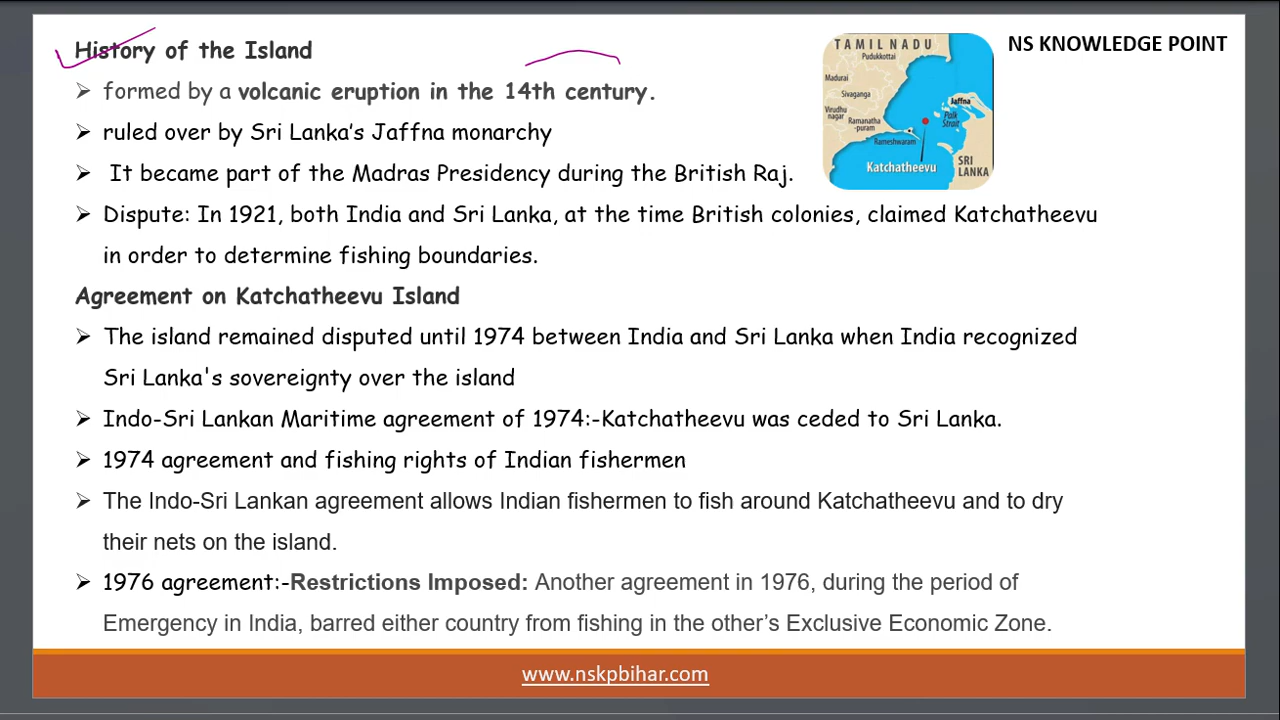 History of the Island
NS KNOWLEDGE POINT
➢ formed by a volcanic eruption in the 14th century.
➢ ruled over by Sri Lanka’s Jaffna monarchy
➢ It became part of the Madras Presidency during the British Raj.
➢ Dispute: In 1921, both India and Sri Lanka, at the time British colonies, claimed Katchatheevu
in order to determine fishing boundaries.
TAMIL NADU
Pudukkottai
Madurai
Sivaganga
Virudhu
nagar
Ramanatha
-puram
Rameshwaram
Jaffna
Palk
Strait
Katchatheevu
SRI
LANKA
Agreement on Katchatheevu Island
➢ The island remained disputed until 1974 between India and Sri Lanka when India recognized
Sri Lanka's sovereignty over the island
➢ Indo-Sri Lankan Maritime agreement of 1974:-Katchatheevu was ceded to Sri Lanka.
➢ 1974 agreement and fishing rights of Indian fishermen
➢ The Indo-Sri Lankan agreement allows Indian fishermen to fish around Katchatheevu and to dry
their nets on the island.
➢ 1976 agreement:-Restrictions Imposed: Another agreement in 1976, during the period of
Emergency in India, barred either country from fishing in the other’s Exclusive Economic Zone.
www.nskpbihar.com